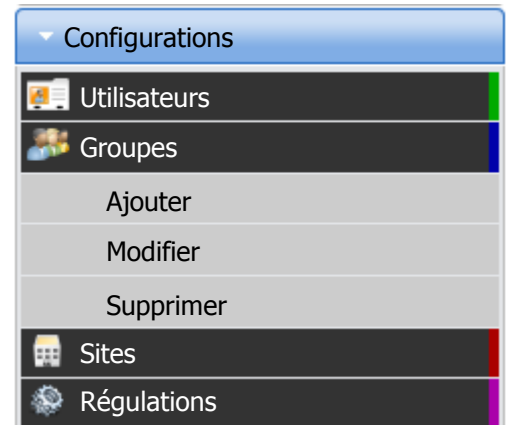 Configurations
Utilisateurs
Groupes
Ajouter
Modifier
Supprimer
Sites
Régulations